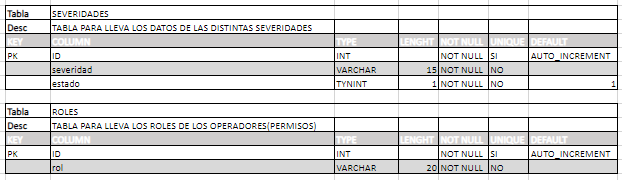 Tabla SEVERIDADES
Desc TABLA PARA LLEVA LOS DATOS DE LAS DISTINTAS SEVERIDADES
KEY COLUMN TYPE LENGHT NOT NULL UNIQUE DEFAULT
PK ID INT NOT NULL SI AUTO_INCREMENT
severidad VARCHAR 15 NOT NULL NO
estado TYNINT 1 NOT NULL NO 1
Tabla ROLES
Desc TABLA PARA LLEVA LOS ROLES DE LOS OPERADORES(PERMISOS)
KEY COLUMN TYPE LENGHT NOT NULL UNIQUE DEFAULT
PK ID INT NOT NULL SI AUTO_INCREMENT
rol VARCHAR 20 NOT NULL NO